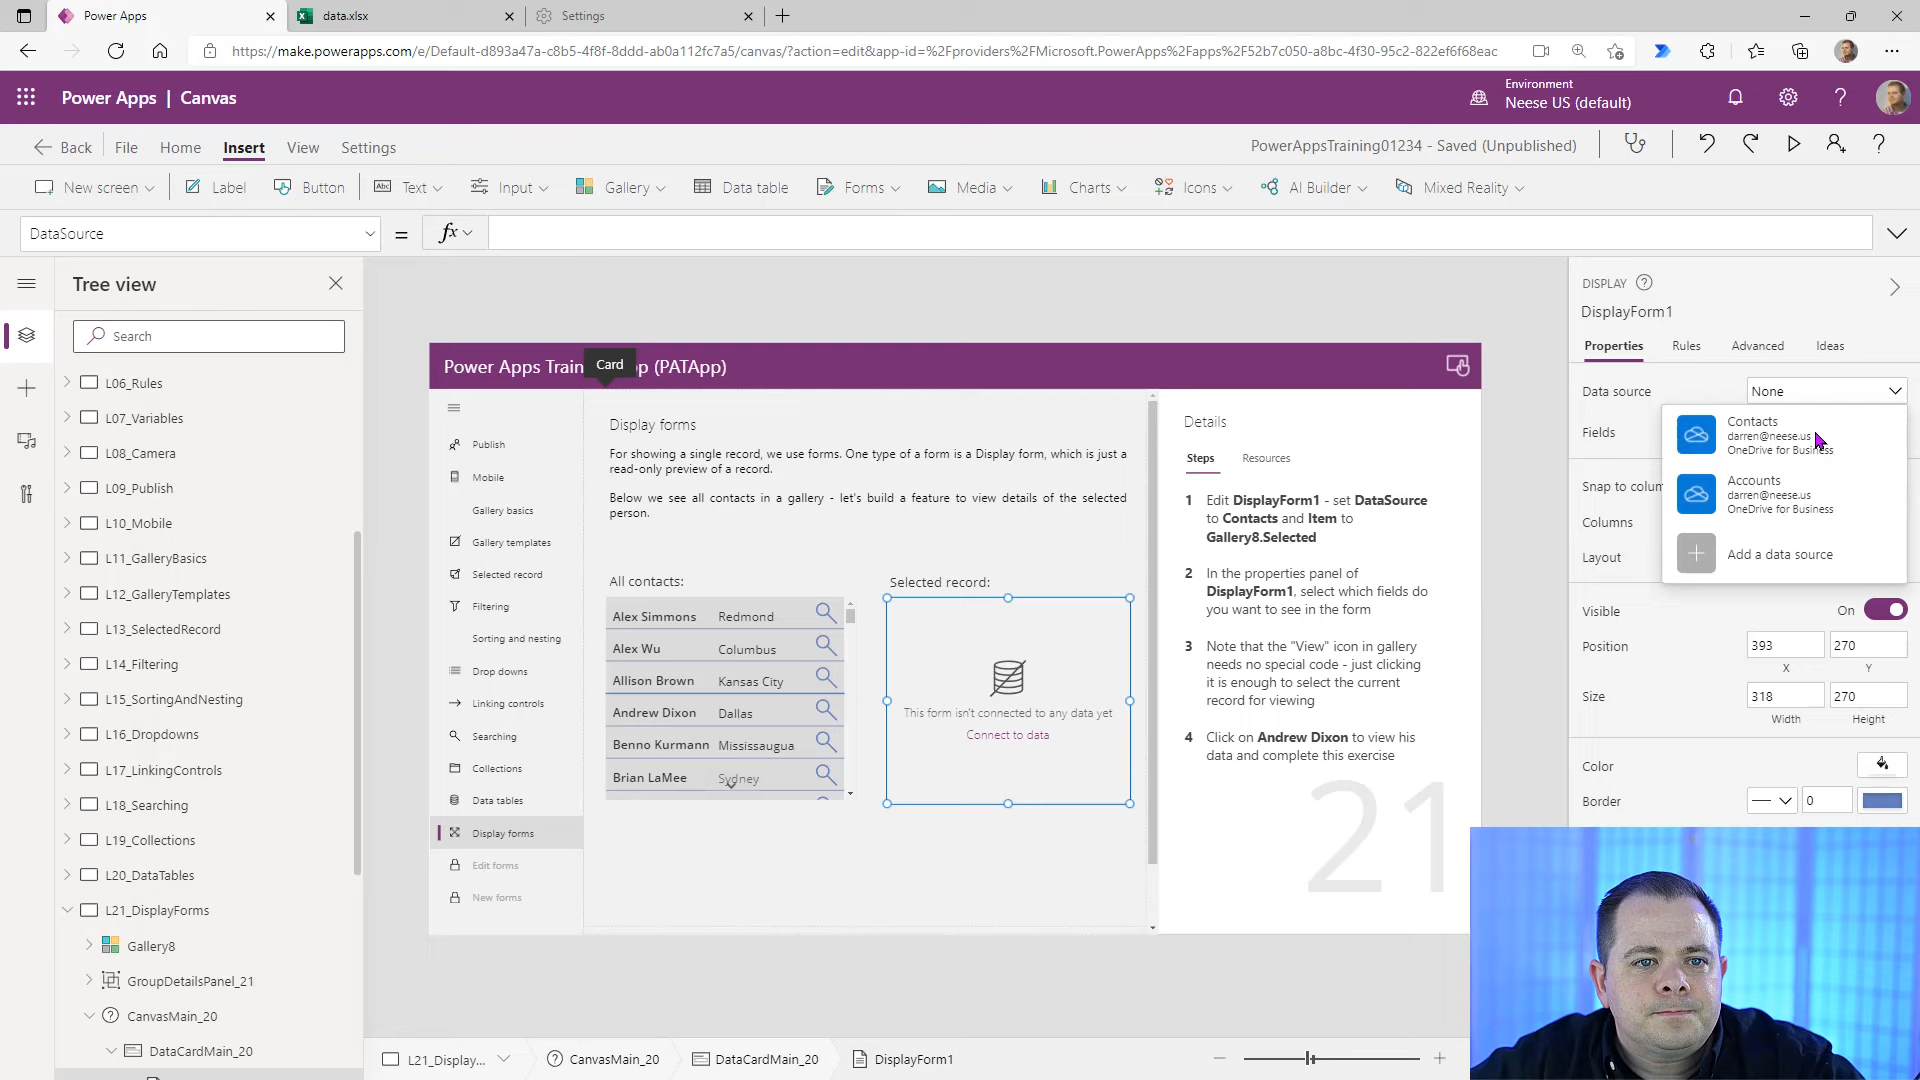 Power Apps
data.xlsx
Settings
https://make.powerapps.com/e/Default-d893a47a-c8b5-4f8f-8ddd-ab0a112fc7a5/canvas/?action=edit&app-id=%2Fproviders%2FMicrosoft.PowerApps%2Fapps%2F52b7c050-a8bc-4f30-95c2-822ef6f68eac
Power Apps | Canvas
Environment
Neese US (default)
Back
File
Home
Insert
View
Settings
PowerAppsTraining01234 - Saved (Unpublished)
New screen
Label
Button
Text
Input
Gallery
Data table
Forms
Media
Charts
Icons
AI Builder
Mixed Reality
DataSource
=
fx
Tree view
Search
L06_Rules
L07_Variables
L08_Camera
L09_Publish
L10_Mobile
L11_GalleryBasics
L12_GalleryTemplates
L13_SelectedRecord
L14_Filtering
L15_SortingAndNesting
L16_Dropdowns
L17_LinkingControls
L18_Searching
L19_Collections
L20_DataTables
L21_DisplayForms
Gallery8
GroupDetailsPanel_21
CanvasMain_20
DataCardMain_20
Card
Power Apps Train p (PATApp)
Publish
Mobile
Gallery basics
Gallery templates
Selected record
Filtering
Sorting and nesting
Drop downs
Linking controls
Searching
Collections
Data tables
Display forms
Edit forms
New forms
Display forms
For showing a single record, we use forms. One type of a form is a Display form, which is just a
read-only preview of a record.
Below we see all contacts in a gallery - let's build a feature to view details of the selected
person.
All contacts:
Alex Simmons Redmond
Alex Wu Columbus
Allison Brown Kansas City
Andrew Dixon Dallas
Benno Kurmann Mississaugua
Brian LaMee Sydney
Selected record:
This form isn't connected to any data yet
Connect to data
Details
Steps
Resources
1 Edit DisplayForm1 - set DataSource
to Contacts and Item to
Gallery8.Selected
2 In the properties panel of
DisplayForm1, select which fields do
you want to see in the form
3 Note that the "View" icon in gallery
needs no special code - just clicking
it is enough to select the current
record for viewing
4 Click on Andrew Dixon to view his
data and complete this exercise
21
DISPLAY
DisplayForm1
Properties
Rules
Advanced
Ideas
Data source
None
Fields
Contacts
darren@neese.us
OneDrive for Business
Snap to colum
Accounts
darren@neese.us
OneDrive for Business
Columns
Layout
Add a data source
Visible
On
Position
393
270
X
Y
Size
318
270
Width
Height
Color
Border
0
L21_Display...
CanvasMain_20
DataCardMain_20
DisplayForm1